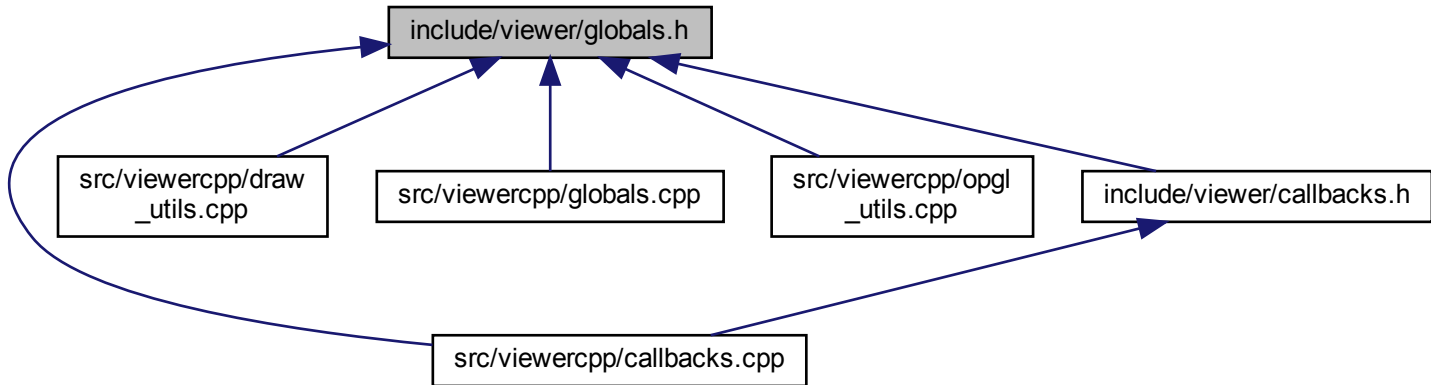 include/viewer/globals.h
src/viewercpp/draw
_utils.cpp
src/viewercpp/globals.cpp
src/viewercpp/opgl
_utils.cpp
include/viewer/callbacks.h
src/viewercpp/callbacks.cpp